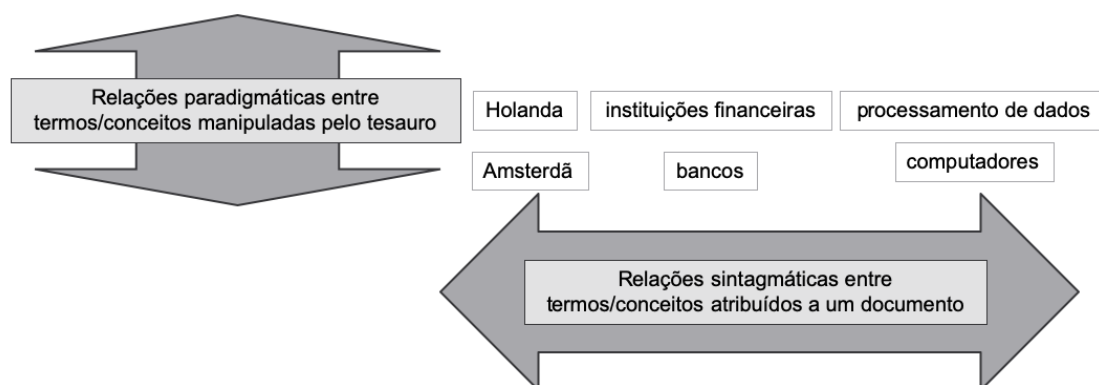 Relações paradigmáticas entre
termos/conceitos manipuladas pelo tesauro
Holanda
instituições financeiras
processamento de dados
Amsterdã
bancos
computadores
Relações sintagmáticas entre
termos/conceitos atribuídos a um documento